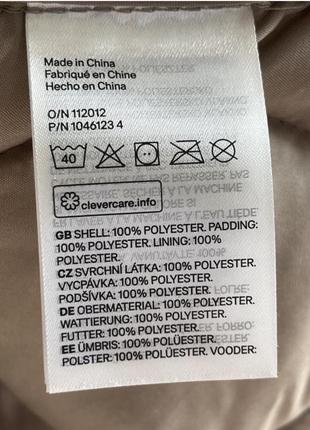 Made in China
Fabriqué en Chine
Hecho en China
O/N 112012
P/N 1046123 4
40
clevercare.info
GB SHELL: 100% POLYESTER. PADDING:
100% POLYESTER. LINING: 100%
POLYESTER.
CZ SVRCHNÍ LÁTKA: 100% POLYESTER.
VYCPÁVKA: 100% POLYESTER.
PODŠÍVKA: 100% POLYESTER.
DE OBERMATERIAL: 100% POLYESTER.
WATTIERUNG: 100% POLYESTER.
FUTTER: 100% POLYESTER.
EE ÜMBRIS: 100% POLÜESTER.
POLSTER: 100% POLÜESTER. VOODER: